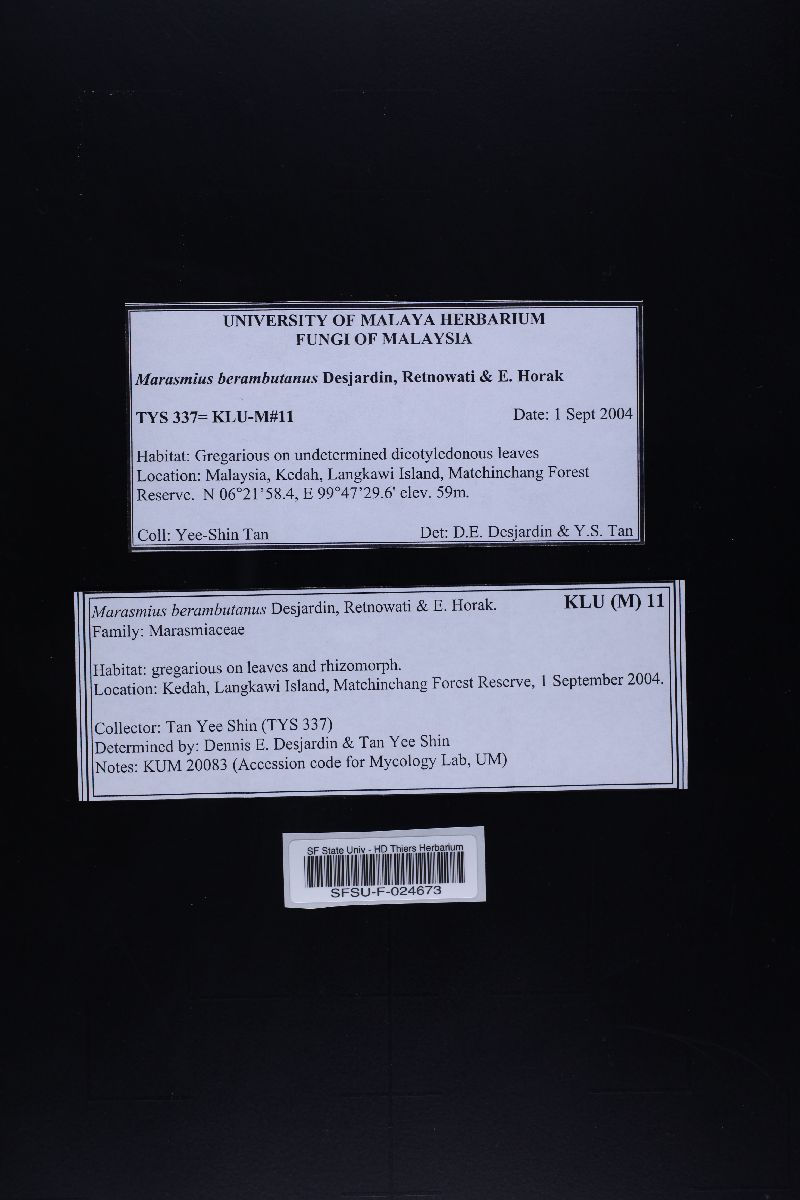 UNIVERSITY OF MALAYA HERBARIUM
FUNGI OF MALAYSIA
Marasmius berambutanus Desjardin, Retnowati & E. Horak
TYS 337= KLU-M#11 Date: 1 Sept 2004
Habitat: Gregarious on undetermined dicotyledonous leaves
Location: Malaysia, Kedah, Langkawi Island, Matchinchang Forest
Reserve. N 06°21'58.4, E 99°47'29.6' elev. 59m.
Coll: Yee-Shin Tan Det: D.E. Desjardin & Y.S. Tan
Marasmius berambutanus Desjardin, Retnowati & E. Horak. KLU (M) 11
Family: Marasmiaceae
Habitat: gregarious on leaves and rhizomorph.
Location: Kedah, Langkawi Island, Matchinchang Forest Reserve, 1 September 2004.
Collector: Tan Yee Shin (TYS 337)
Determined by: Dennis E. Desjardin & Tan Yee Shin
Notes: KUM 20083 (Accession code for Mycology Lab, UM)
SF State Univ - HD Thiers Herbarium
SFSU-F-024673